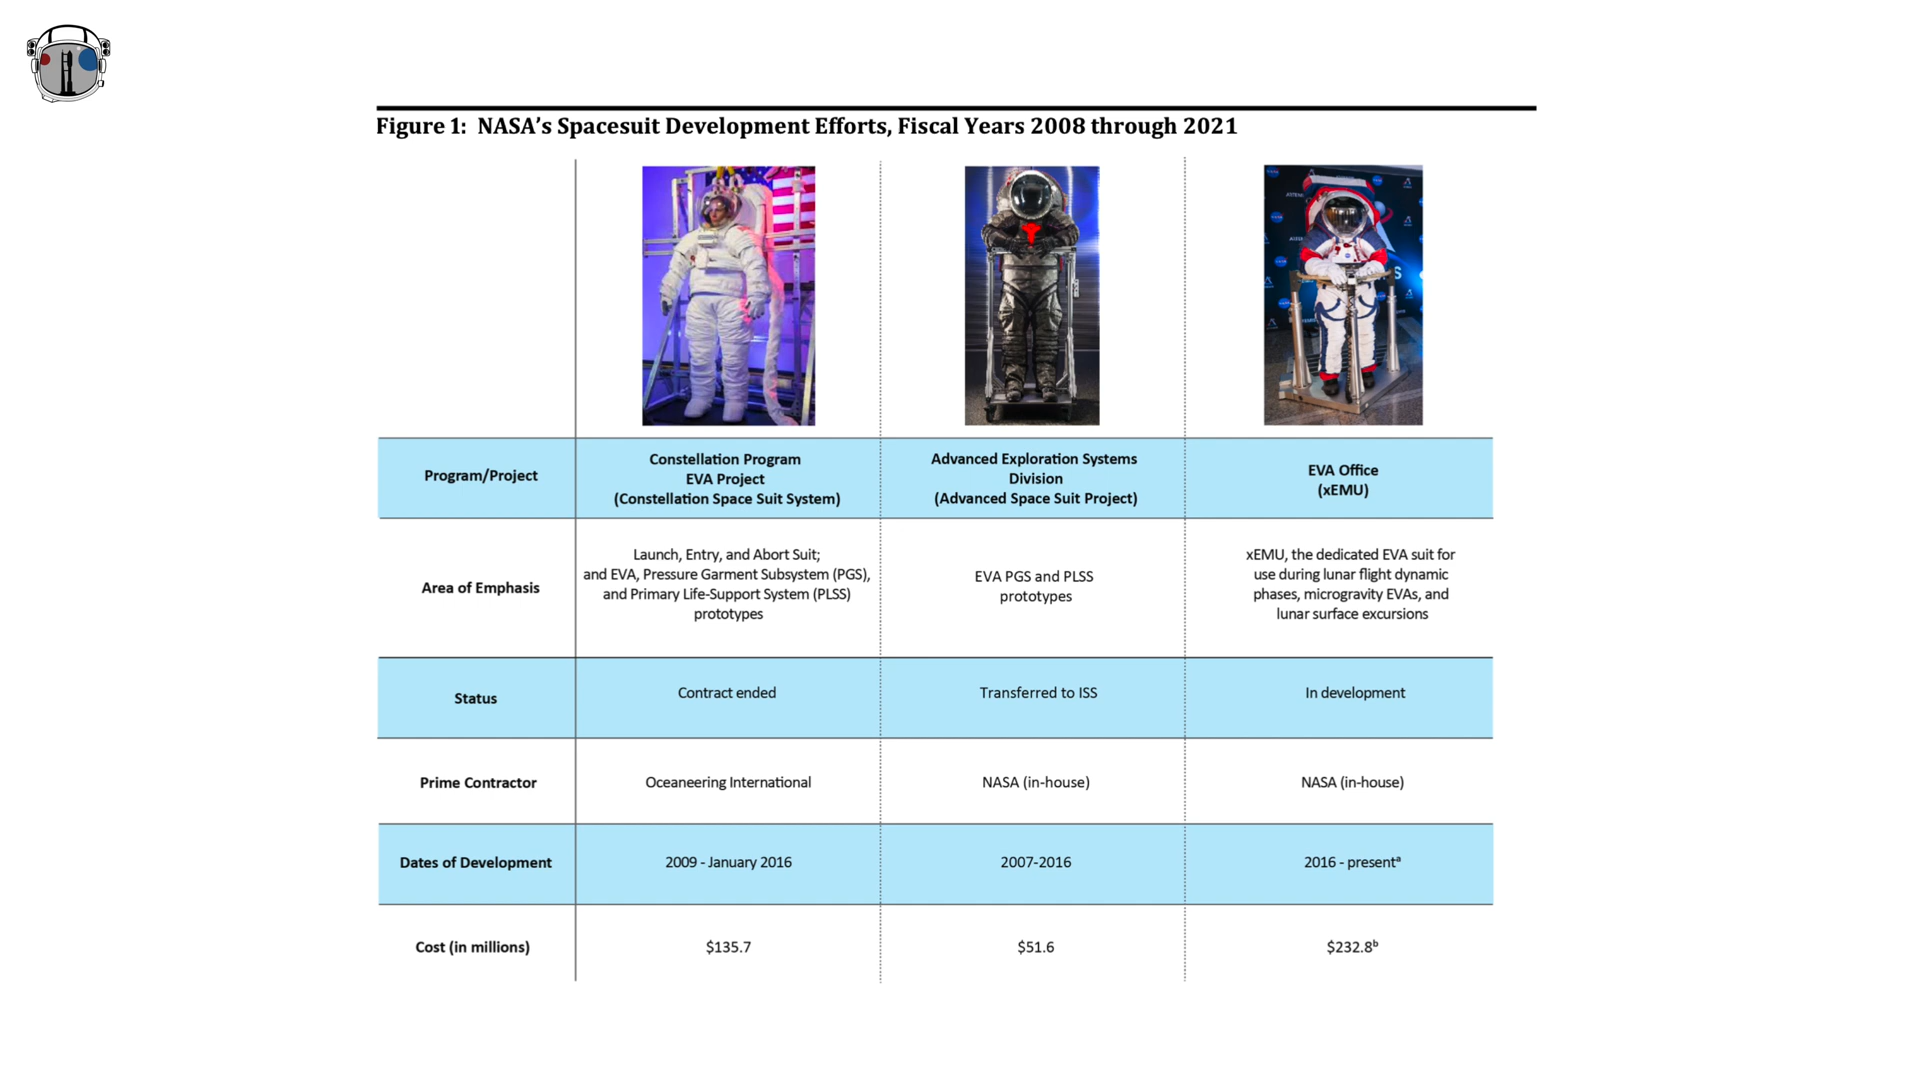 Figure 1: NASA's Spacesuit Development Efforts, Fiscal Years 2008 through 2021
Program/Project
Constellation Program
EVA Project
(Constellation Space Suit System)
Advanced Exploration Systems
Division
(Advanced Space Suit Project)
EVA Office
(xEMU)
Area of Emphasis
Launch, Entry, and Abort Suit;
and EVA, Pressure Garment Subsystem (PGS),
and Primary Life-Support System (PLSS)
prototypes
EVA PGS and PLSS
prototypes
xEMU, the dedicated EVA suit for
use during lunar flight dynamic
phases, microgravity EVAs, and
lunar surface excursions
Status
Contract ended
Transferred to ISS
In development
Prime Contractor
Oceaneering International
NASA (in-house)
NASA (in-house)
Dates of Development
2009 - January 2016
2007-2016
2016 - presentᵃ
Cost (in millions)
$135.7
$51.6
$232.8ᵇ